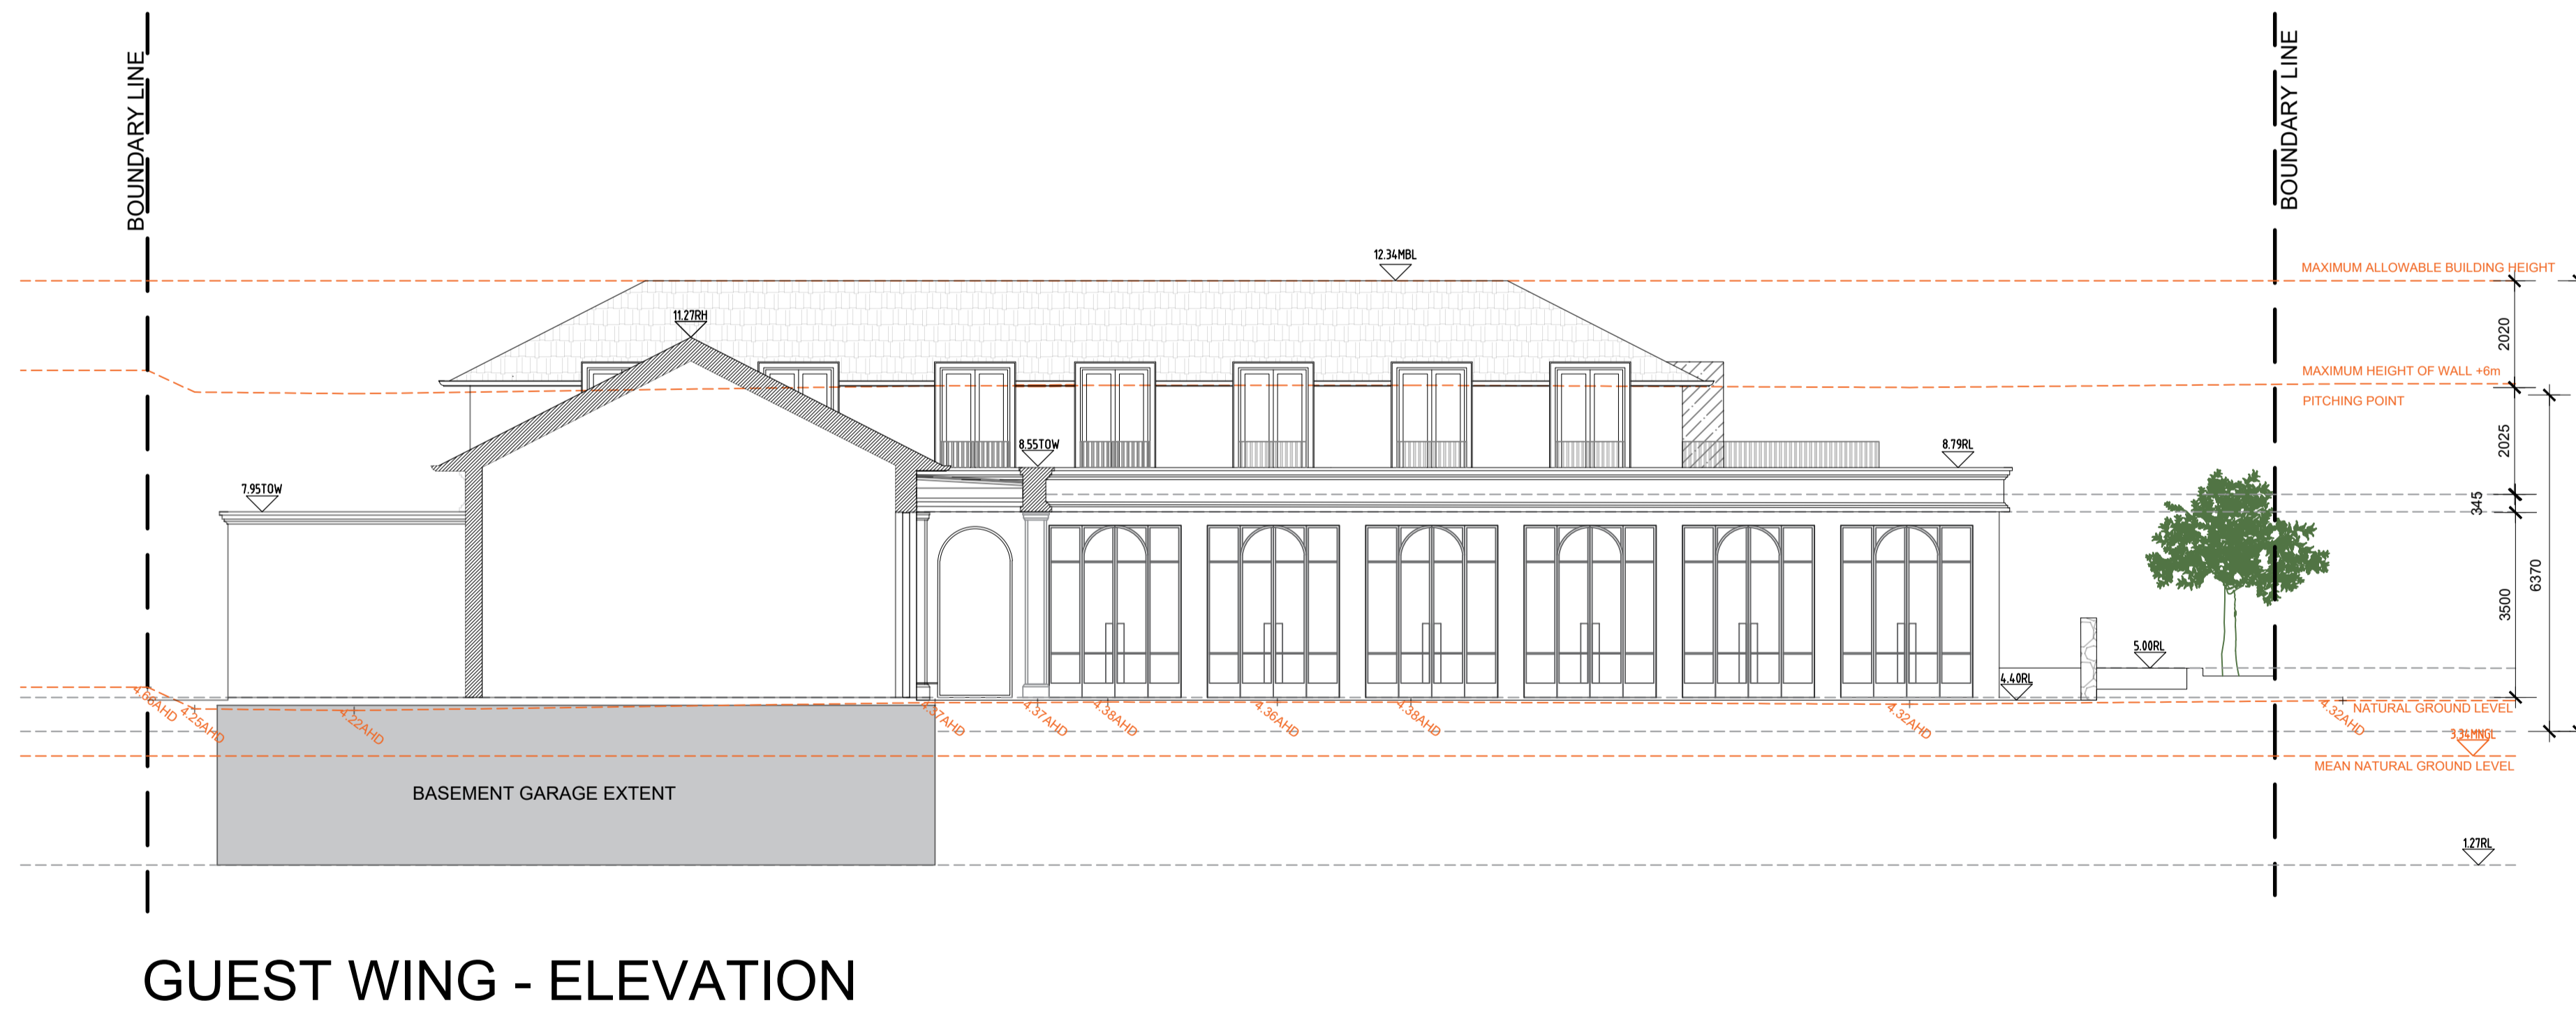 BOUNDARY LINE
BOUNDARY LINE
12.34MBL
MAXIMUM ALLOWABLE BUILDING HEIGHT
11.27RH
2020
MAXIMUM HEIGHT OF WALL +6m
PITCHING POINT
8.55TOW
8.79RL
2025
7.95TOW
345
6370
3500
5.00RL
4.40RL
4.66AHD
4.25AHD
4.22AHD
4.37AHD
4.37AHD
4.38AHD
4.36AHD
4.38AHD
4.32AHD
4.32AHD
NATURAL GROUND LEVEL
3.34MNGL
MEAN NATURAL GROUND LEVEL
BASEMENT GARAGE EXTENT
1.27RL
GUEST WING - ELEVATION